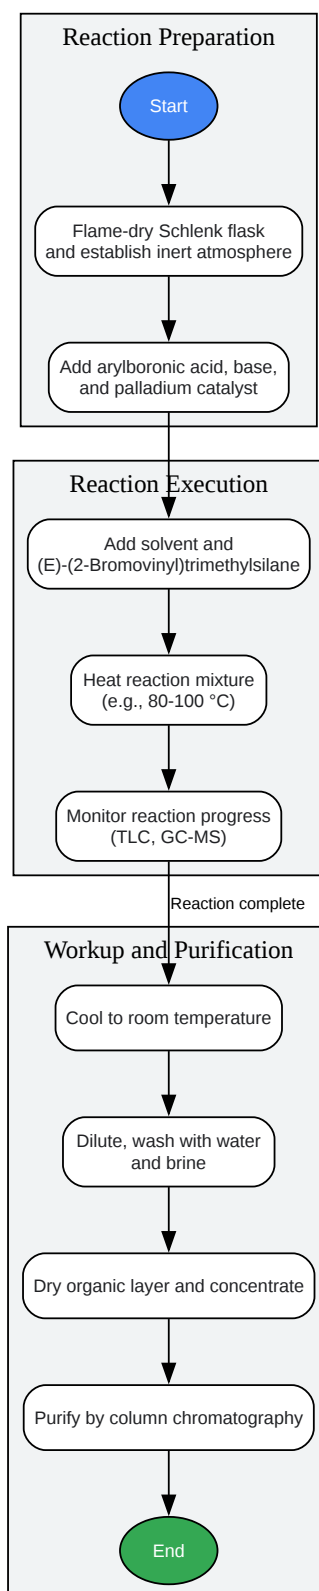 Reaction Preparation
Start
Flame-dry Schlenk flask
and establish inert atmosphere
Add arylboronic acid, base,
and palladium catalyst
Reaction Execution
Add solvent and
(E)-(2-Bromovinyl)trimethylsilane
Heat reaction mixture
(e.g., 80-100 °C)
Monitor reaction progress
(TLC, GC-MS)
Reaction complete
Workup and Purification
Cool to room temperature
Dilute, wash with water
and brine
Dry organic layer and concentrate
Purify by column chromatography
End